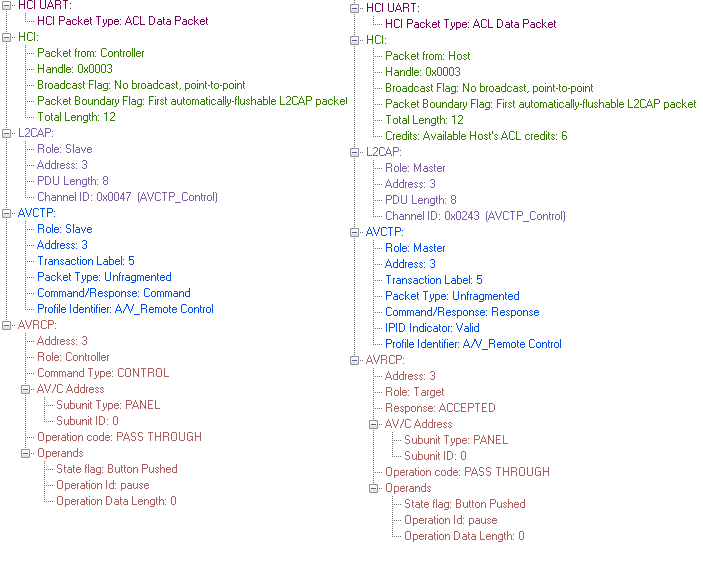 HCI UART:
HCI Packet Type: ACL Data Packet
HCI:
Packet from: Controller
Handle: 0x0003
Broadcast Flag: No broadcast, point-to-point
Packet Boundary Flag: First automatically-flushable L2CAP packet
Total Length: 12
L2CAP:
Role: Slave
Address: 3
PDU Length: 8
Channel ID: 0x0047 (AVCTP_Control)
AVCTP:
Role: Slave
Address: 3
Transaction Label: 5
Packet Type: Unfragmented
Command/Response: Command
Profile Identifier: A/V_Remote Control
AVRCP:
Address: 3
Role: Controller
Command Type: CONTROL
AV/C Address
Subunit Type: PANEL
Subunit ID: 0
Operation code: PASS THROUGH
Operands
State flag: Button Pushed
Operation Id: pause
Operation Data Length: 0
HCI UART:
HCI Packet Type: ACL Data Packet
HCI:
Packet from: Host
Handle: 0x0003
Broadcast Flag: No broadcast, point-to-point
Packet Boundary Flag: First automatically-flushable L2CAP packet
Total Length: 12
Credits: Available Host's ACL credits: 6
L2CAP:
Role: Master
Address: 3
PDU Length: 8
Channel ID: 0x0243 (AVCTP_Control)
AVCTP:
Role: Master
Address: 3
Transaction Label: 5
Packet Type: Unfragmented
Command/Response: Response
IPID Indicator: Valid
Profile Identifier: A/V_Remote Control
AVRCP:
Address: 3
Role: Target
Response: ACCEPTED
AV/C Address
Subunit Type: PANEL
Subunit ID: 0
Operation code: PASS THROUGH
Operands
State flag: Button Pushed
Operation Id: pause
Operation Data Length: 0